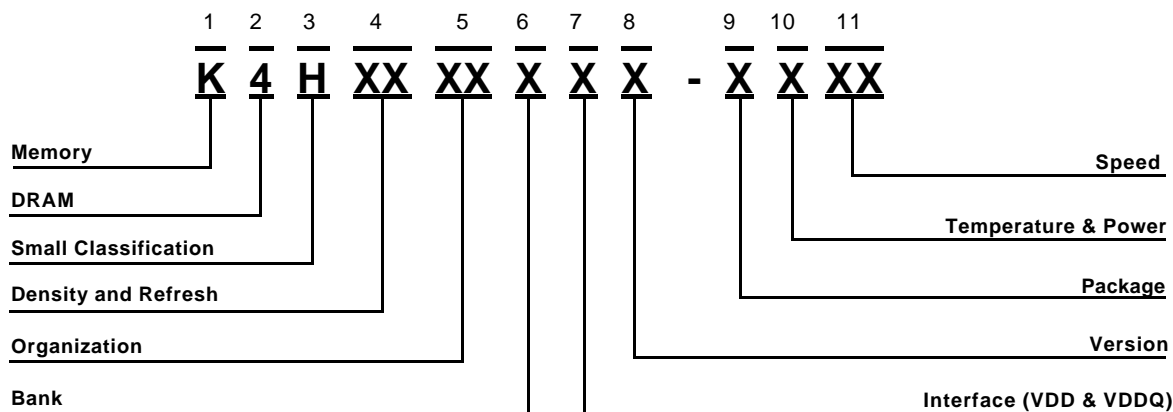 1 2 3 4 5 6 7 8 9 10 11
K 4 H XX XX X X X - X X XX
Memory
Speed
DRAM
Temperature & Power
Small Classification
Density and Refresh
Package
Organization
Version
Bank
Interface (VDD & VDDQ)